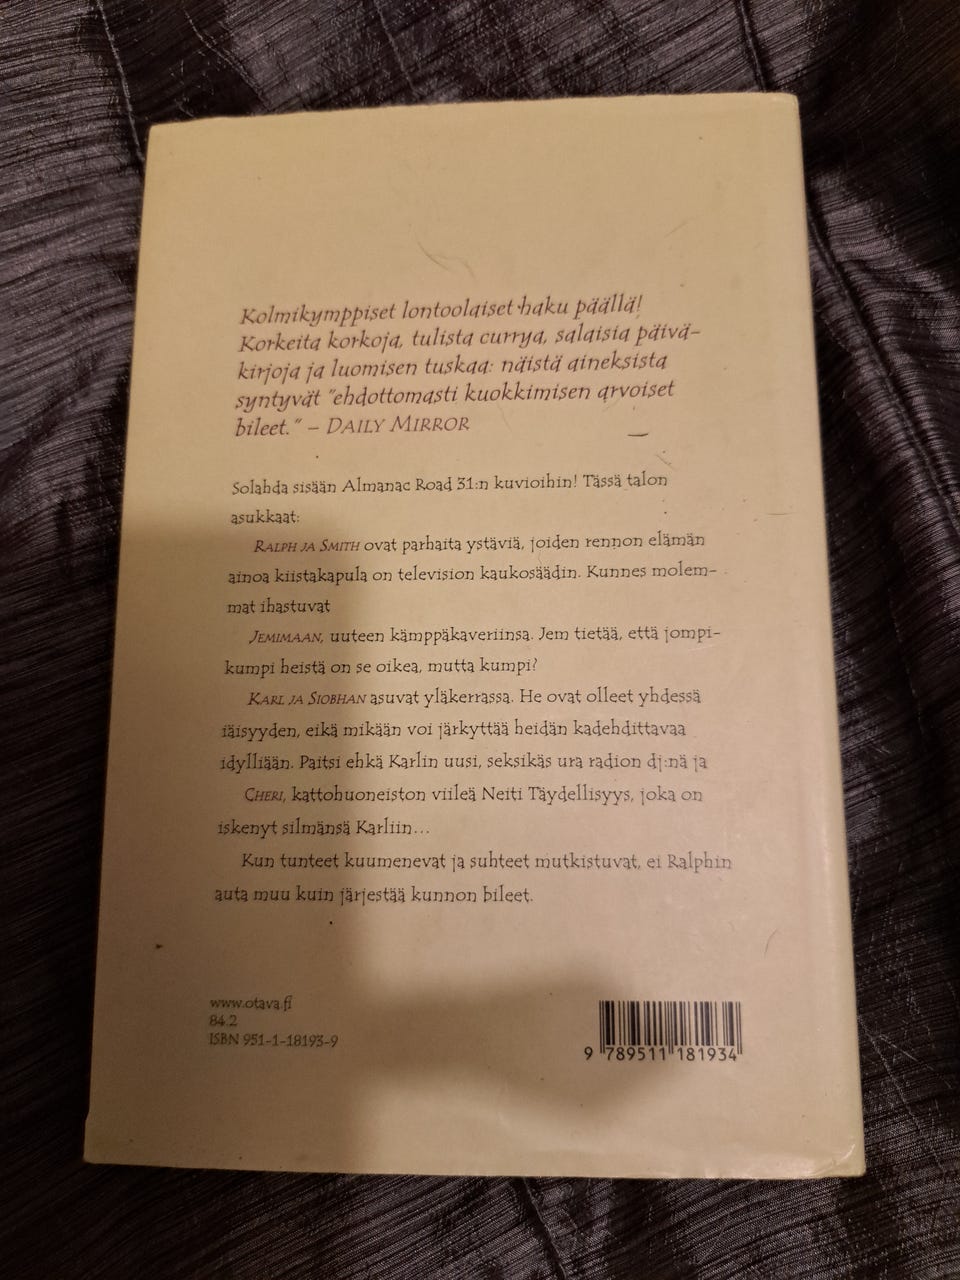 Kolmikymppiset lontoolaiset haku päällä!
Korkeita korkoja, tulista currya, salaisia päivä-
kirjoja ja luomisen tuskaa: näistä aineksista
syntyvät "ehdottomasti kuokkimisen arvoiset
bileet." – DAILY MIRROR
Solahda sisään Almanac Road 31:n kuvioihin! Tässä talon
asukkaat:
RALPH JA SMITH ovat parhaita ystäviä, joiden rennon elämän
ainoa kiistakapula on television kaukosäädin. Kunnes molem-
mat ihastuvat
JEMIMAAN, uuteen kämppäkaveriinsa. Jem tietää, että jompi-
kumpi heistä on se oikea, mutta kumpi?
KARL JA SIOBHAN asuvat yläkerrassa. He ovat olleet yhdessä
iäisyyden, eikä mikään voi järkyttää heidän kadehdittavaa
idylliään. Paitsi ehkä Karlin uusi, seksikäs ura radion dj:nä ja
CHERI, kattohuoneiston viileä Neiti Täydellisyys, joka on
iskenyt silmänsä Karliin...
Kun tunteet kuumenevat ja suhteet mutkistuvat, ei Ralphin
auta muu kuin järjestää kunnon bileet.
www.otava.fi
84.2
ISBN 951-1-18193-9
9 789511 181934